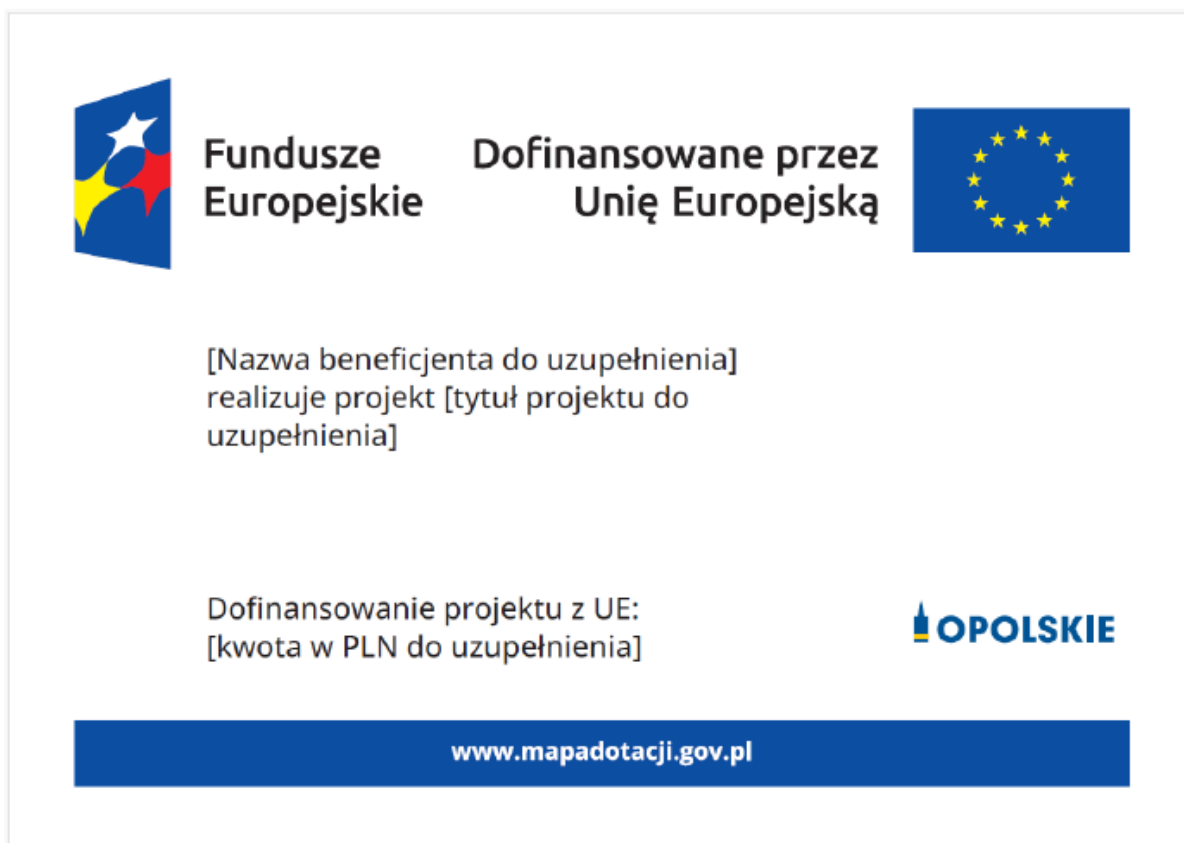 Fundusze
Europejskie
Dofinansowane przez
Unię Europejską
[Nazwa beneficjenta do uzupełnienia]
realizuje projekt [tytuł projektu do
uzupełnienia]
Dofinansowanie projektu z UE:
[kwota w PLN do uzupełnienia]
OPOLSKIE
www.mapadotacji.gov.pl